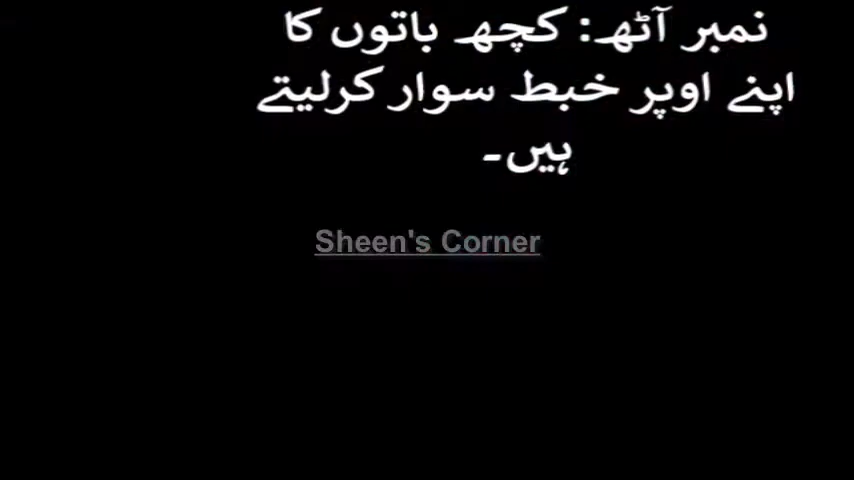 نمبر آٹھ: کچھ باتوں کا
اپنے اوپر خبط سوار کرلیتے
ہیں۔
Sheen's Corner